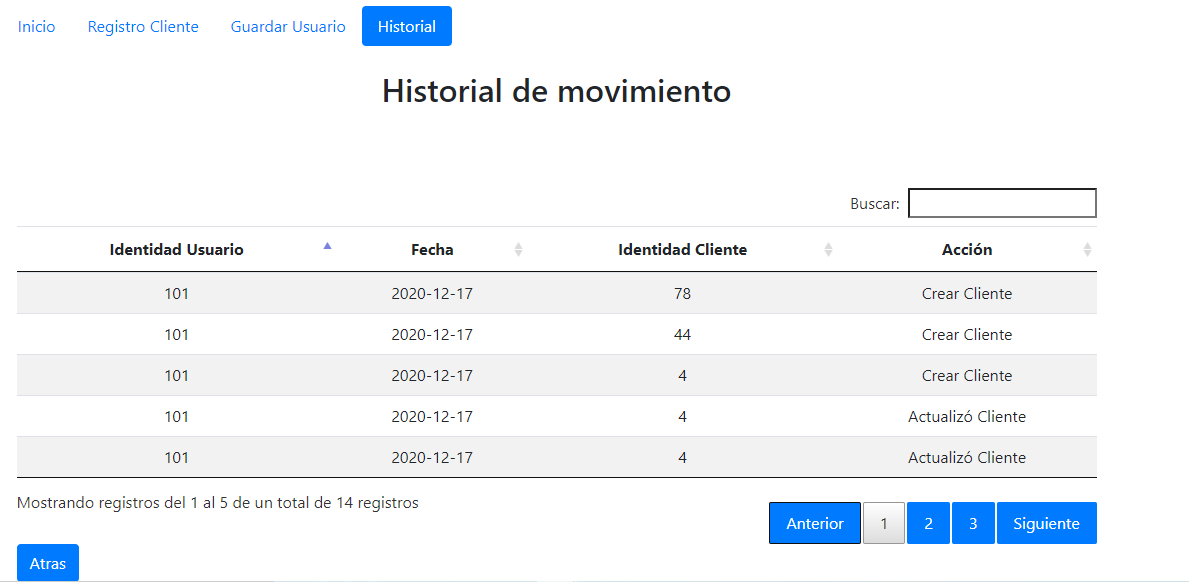 Inicio Registro Cliente Guardar Usuario Historial
Historial de movimiento
Buscar:
Identidad Usuario Fecha Identidad Cliente Acción
101 2020-12-17 78 Crear Cliente
101 2020-12-17 44 Crear Cliente
101 2020-12-17 4 Crear Cliente
101 2020-12-17 4 Actualizó Cliente
101 2020-12-17 4 Actualizó Cliente
Mostrando registros del 1 al 5 de un total de 14 registros
Anterior 1 2 3 Siguiente
Atras